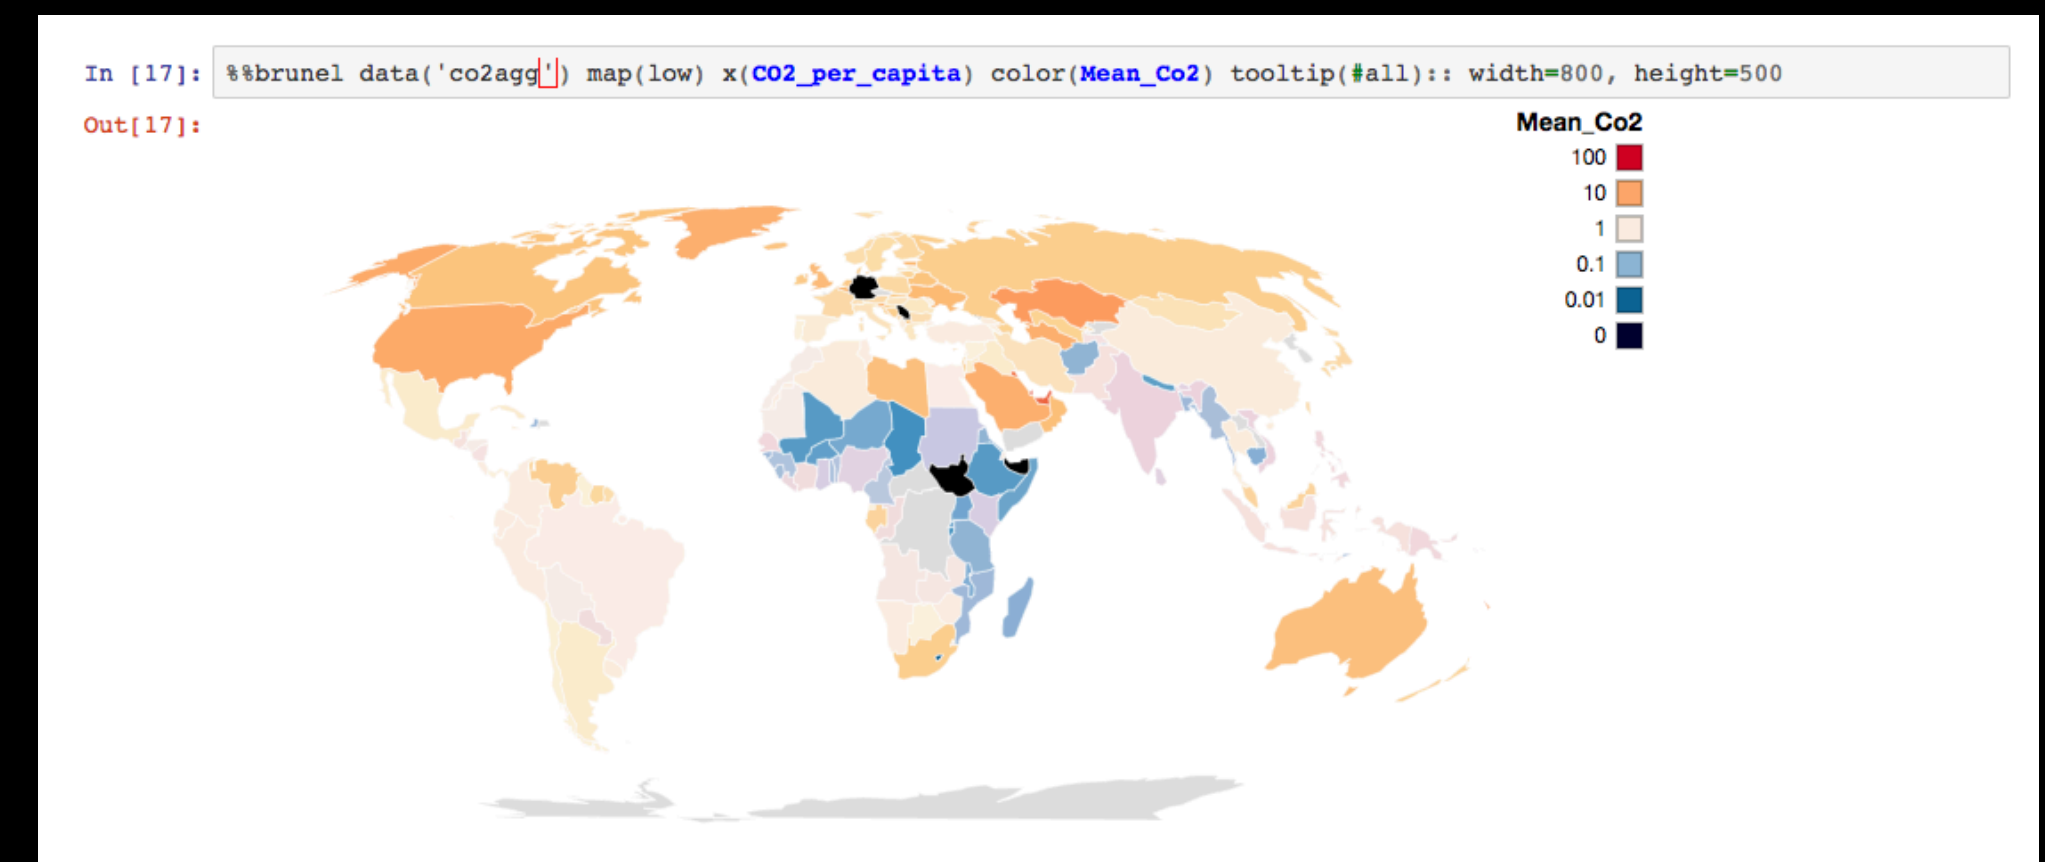 In [17]: %%brunel data('co2agg') map(low) x(CO2_per_capita) color(Mean_Co2) tooltip(#all):: width=800, height=500
Out[17]:
Mean_Co2
100
10
1
0.1
0.01
0